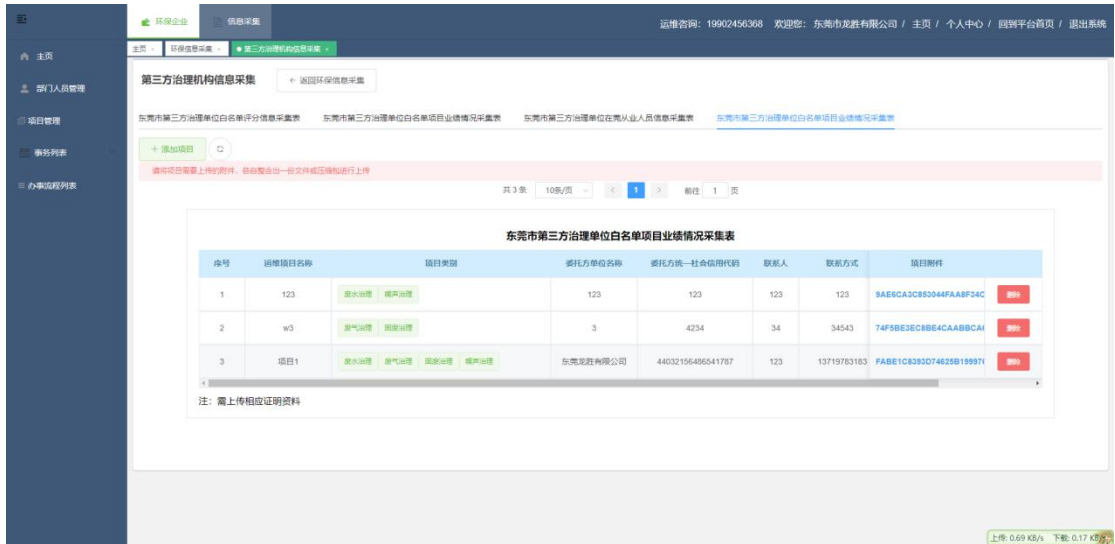 环保企业
信息采集
运维咨询：19902456368 欢迎您：东莞市龙胜有限公司 / 主页 / 个人中心 / 回到平台首页 / 退出系统
主页 ×
环保信息采集 ×
● 第三方治理机构信息采集 ×
主页
部门人员管理
项目管理
事务列表
办事流程列表
第三方治理机构信息采集
← 返回环保信息采集
东莞市第三方治理单位白名单评分信息采集表
东莞市第三方治理单位白名单项目业绩情况采集表
东莞市第三方治理单位在莞从业人员信息采集表
东莞市第三方治理单位白名单项目业绩情况采集表
+ 添加项目
请将项目需要上传的附件，各自整合出一份文件或压缩包进行上传
共 3 条 10条/页 < 1 > 前往 1 页
东莞市第三方治理单位白名单项目业绩情况采集表
序号 运维项目名称 项目类别 委托方单位名称 委托方统一社会信用代码 联系人 联系方式 项目附件
1 123 废水治理 噪声治理 123 123 123 123 9AE6CA3C853044FAA8F34C 删除
2 w3 废气治理 固废治理 3 4234 34 34543 74F5BE3EC8BE4CAABBCA 删除
3 项目1 废水治理 废气治理 固废治理 噪声治理 东莞龙胜有限公司 44032156486541787 123 13719783183 FABE1C8393D74625B19997 删除
注：需上传相应证明资料
上传: 0.69 KB/s 下载: 0.17 KB/s